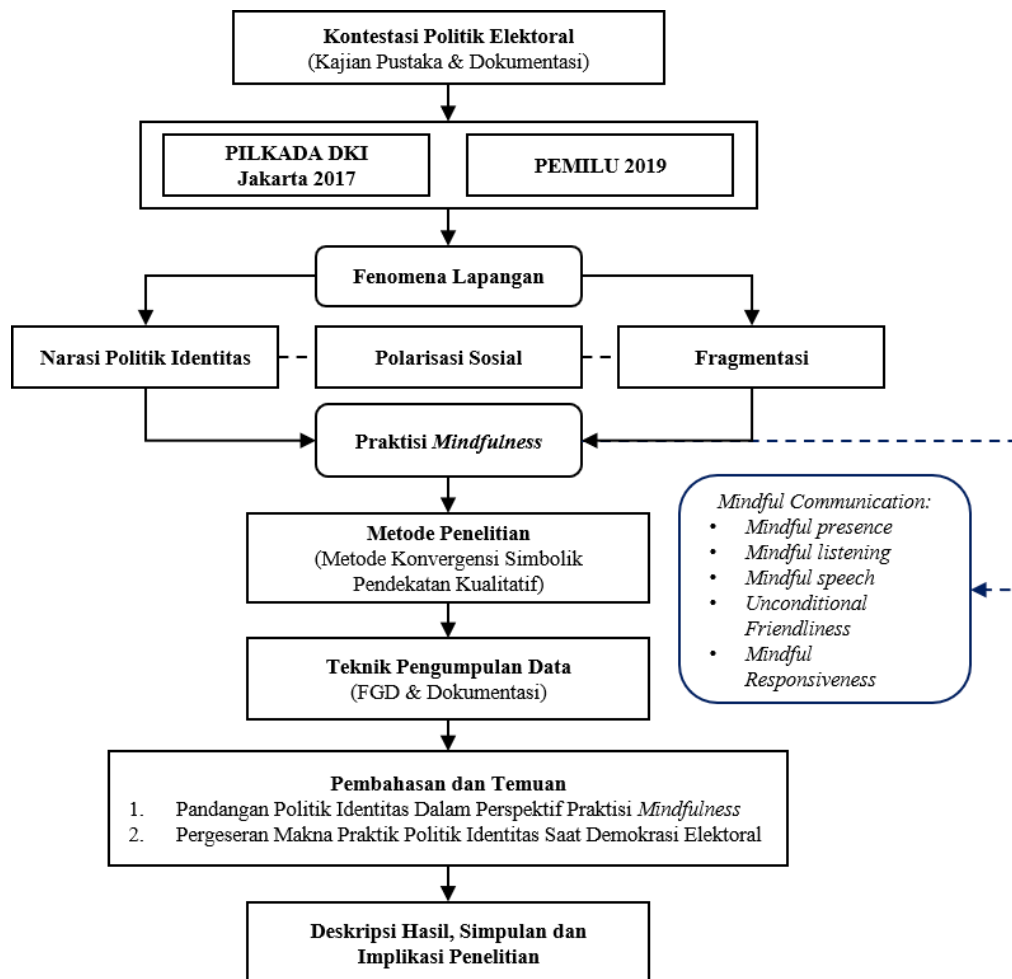 Kontestasi Politik Elektoral
(Kajian Pustaka & Dokumentasi)
PILKADA DKI
Jakarta 2017
PEMILU 2019
Fenomena Lapangan
Narasi Politik Identitas
Polarisasi Sosial
Fragmentasi
Praktisi Mindfulness
Mindful Communication:
• Mindful presence
• Mindful listening
• Mindful speech
• Unconditional
Friendliness
• Mindful
Responsiveness
Metode Penelitian
(Metode Konvergensi Simbolik
Pendekatan Kualitatif)
Teknik Pengumpulan Data
(FGD & Dokumentasi)
Pembahasan dan Temuan
1. Pandangan Politik Identitas Dalam Perspektif Praktisi Mindfulness
2. Pergeseran Makna Praktik Politik Identitas Saat Demokrasi Elektoral
Deskripsi Hasil, Simpulan dan
Implikasi Penelitian